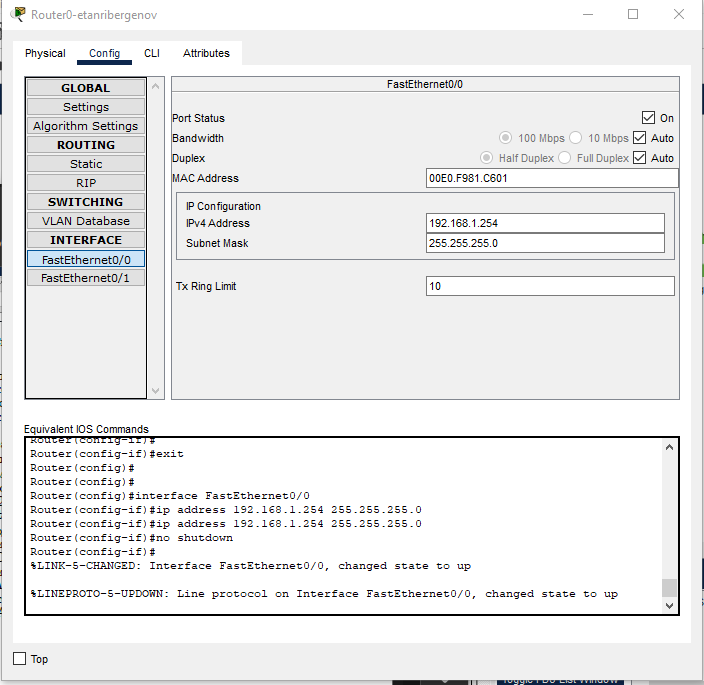 Router0-etanribergenov
Physical Config CLI Attributes
GLOBAL
Settings
Algorithm Settings
ROUTING
Static
RIP
SWITCHING
VLAN Database
INTERFACE
FastEthernet0/0
FastEthernet0/1
FastEthernet0/0
Port Status On
Bandwidth 100 Mbps 10 Mbps Auto
Duplex Half Duplex Full Duplex Auto
MAC Address 00E0.F981.C601
IP Configuration
IPv4 Address 192.168.1.254
Subnet Mask 255.255.255.0
Tx Ring Limit 10
Equivalent IOS Commands
Router(config-if)#
Router(config-if)#exit
Router(config)#
Router(config)#
Router(config)#interface FastEthernet0/0
Router(config-if)#ip address 192.168.1.254 255.255.255.0
Router(config-if)#ip address 192.168.1.254 255.255.255.0
Router(config-if)#no shutdown
Router(config-if)#
%LINK-5-CHANGED: Interface FastEthernet0/0, changed state to up
%LINEPROTO-5-UPDOWN: Line protocol on Interface FastEthernet0/0, changed state to up
Top
Toggle PDU List Window